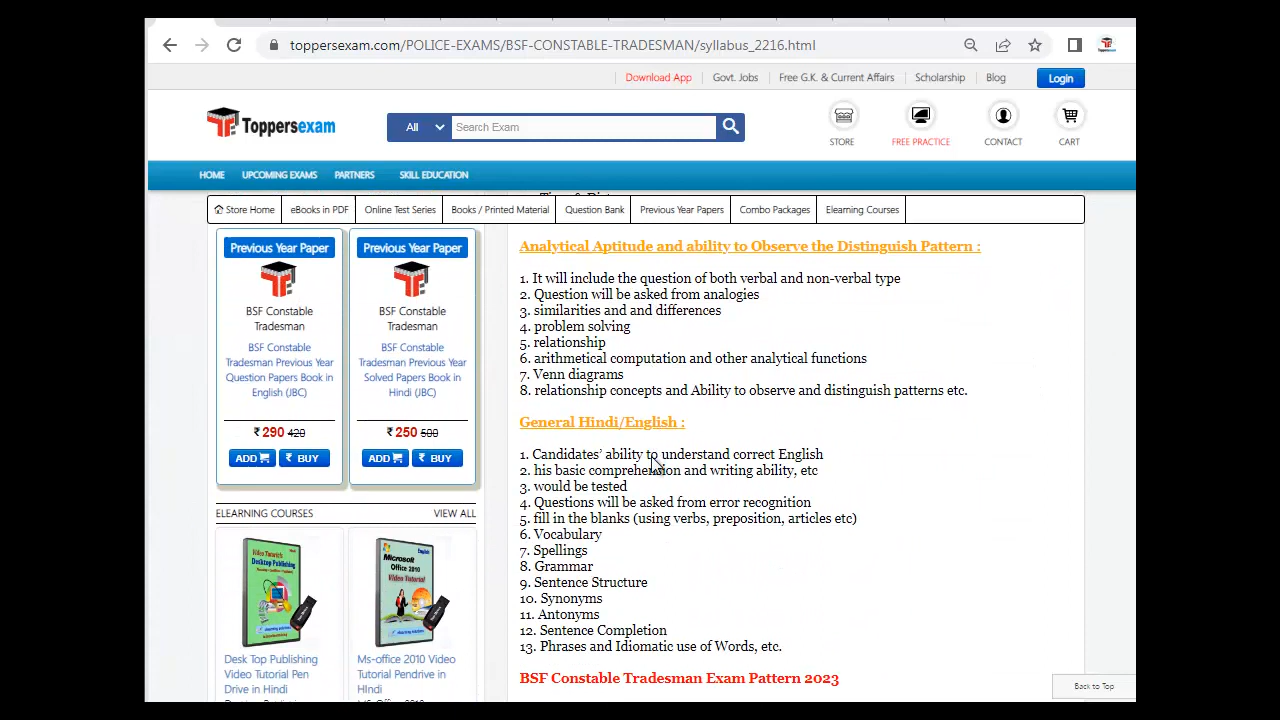 toppersexam.com/POLICE-EXAMS/BSF-CONSTABLE-TRADESMAN/syllabus_2216.html
Download App
Govt. Jobs
Free G.K. & Current Affairs
Scholarship
Blog
Login
Toppersexam
All
Search Exam
STORE
FREE PRACTICE
CONTACT
CART
HOME
UPCOMING EXAMS
PARTNERS
SKILL EDUCATION
Store Home
eBooks in PDF
Online Test Series
Books / Printed Material
Question Bank
Previous Year Papers
Combo Packages
Elearning Courses
Previous Year Paper
BSF Constable
Tradesman
BSF Constable
Tradesman Previous Year
Question Papers Book in
English (JBC)
₹ 290 420
ADD
₹ BUY
Previous Year Paper
BSF Constable
Tradesman
BSF Constable
Tradesman Previous Year
Solved Papers Book in
Hindi (JBC)
₹ 250 500
ADD
₹ BUY
ELEARNING COURSES
VIEW ALL
Video Tutorials
Desktop
Publishing
Desk Top Publishing
Video Tutorial Pen
Drive in Hindi
English
Microsoft
Office 2010
Video Tutorial
Ms-office 2010 Video
Tutorial Pendrive in
HIndi
Analytical Aptitude and ability to Observe the Distinguish Pattern :
1. It will include the question of both verbal and non-verbal type
2. Question will be asked from analogies
3. similarities and and differences
4. problem solving
5. relationship
6. arithmetical computation and other analytical functions
7. Venn diagrams
8. relationship concepts and Ability to observe and distinguish patterns etc.
General Hindi/English :
1. Candidates’ ability to understand correct English
2. his basic comprehension and writing ability, etc
3. would be tested
4. Questions will be asked from error recognition
5. fill in the blanks (using verbs, preposition, articles etc)
6. Vocabulary
7. Spellings
8. Grammar
9. Sentence Structure
10. Synonyms
11. Antonyms
12. Sentence Completion
13. Phrases and Idiomatic use of Words, etc.
BSF Constable Tradesman Exam Pattern 2023
Back to Top